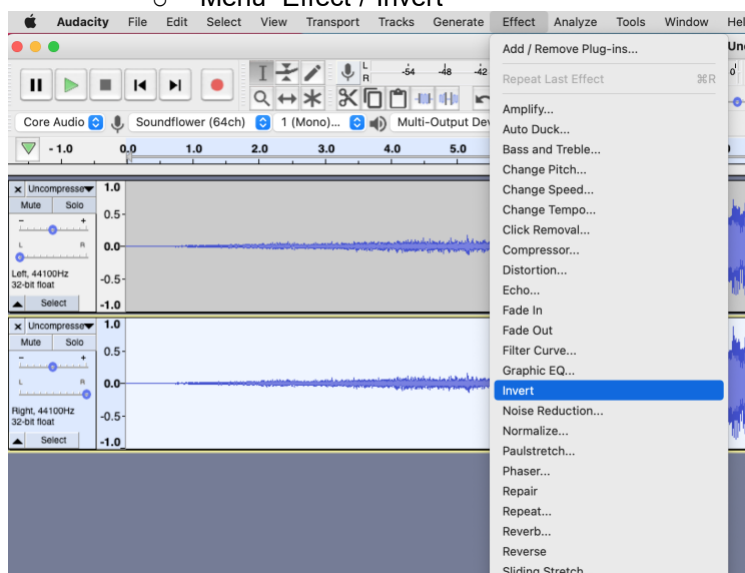 ○ Menu Effect / Invert
Audacity File Edit Select View Transport Tracks Generate Effect Analyze Tools Window Hel
Add / Remove Plug-ins...
Repeat Last Effect ⌘R
Amplify...
Auto Duck...
Bass and Treble...
Change Pitch...
Change Speed...
Change Tempo...
Click Removal...
Compressor...
Distortion...
Echo...
Fade In
Fade Out
Filter Curve...
Graphic EQ...
Invert
Noise Reduction...
Normalize...
Paulstretch...
Phaser...
Repair
Repeat...
Reverb...
Reverse
Sliding Stretch
Un
L
R
-54 -48 -42
0
Core Audio Soundflower (64ch) 1 (Mono)... Multi-Output Dev
- 1.0 0.0 1.0 2.0 3.0 4.0 5.0
x Uncompresse 1.0
Mute Solo
- + 0.5
L R 0.0
Left, 44100Hz
32-bit float -0.5
Select -1.0
x Uncompresse 1.0
Mute Solo
- + 0.5
L R 0.0
Right, 44100Hz
32-bit float -0.5
Select -1.0